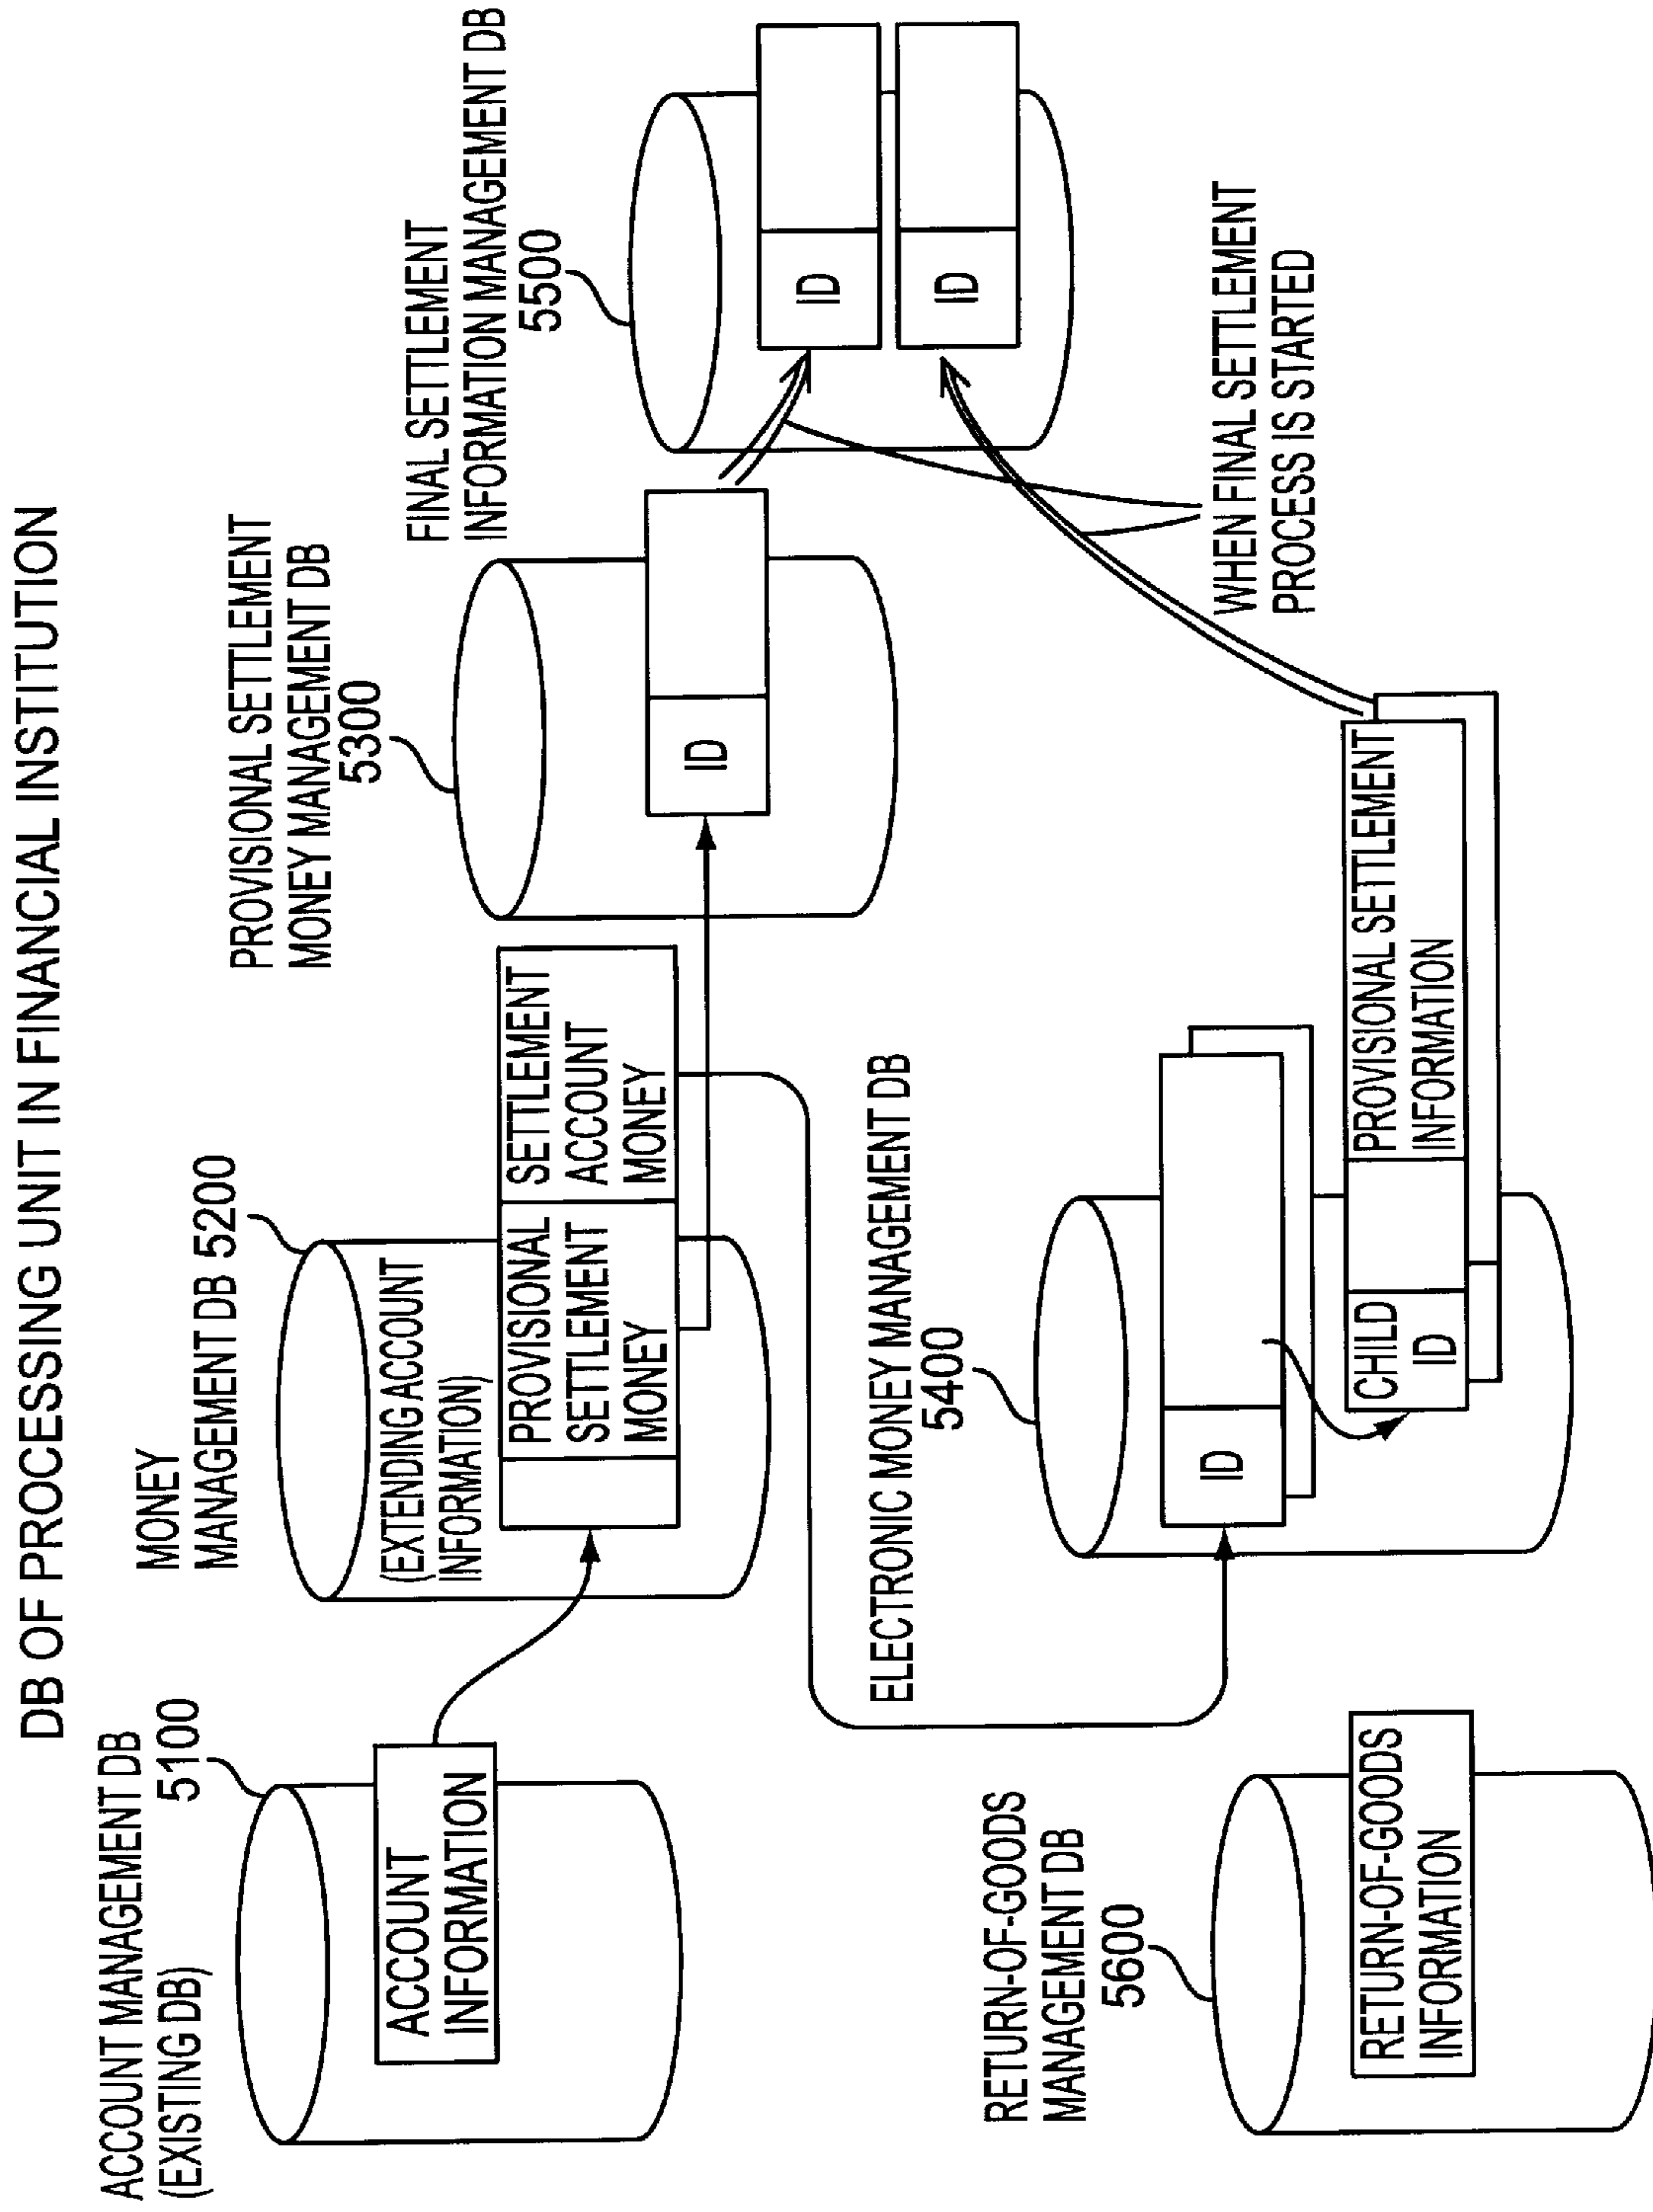 DB OF PROCESSING UNIT IN FINANCIAL INSTITUTION
ACCOUNT MANAGEMENT DB
(EXISTING DB)
5100
ACCOUNT
INFORMATION
MONEY
MANAGEMENT DB 5200
(EXTENDING ACCOUNT
INFORMATION)
PROVISIONAL
SETTLEMENT
MONEY
SETTLEMENT
ACCOUNT
MONEY
PROVISIONAL SETTLEMENT
MONEY MANAGEMENT DB
5300
ID
FINAL SETTLEMENT
INFORMATION MANAGEMENT DB
5500
ID
ID
WHEN FINAL SETTLEMENT
PROCESS IS STARTED
ELECTRONIC MONEY MANAGEMENT DB
5400
ID
CHILD
ID
PROVISIONAL SETTLEMENT
INFORMATION
RETURN-OF-GOODS
MANAGEMENT DB
5600
RETURN-OF-GOODS
INFORMATION